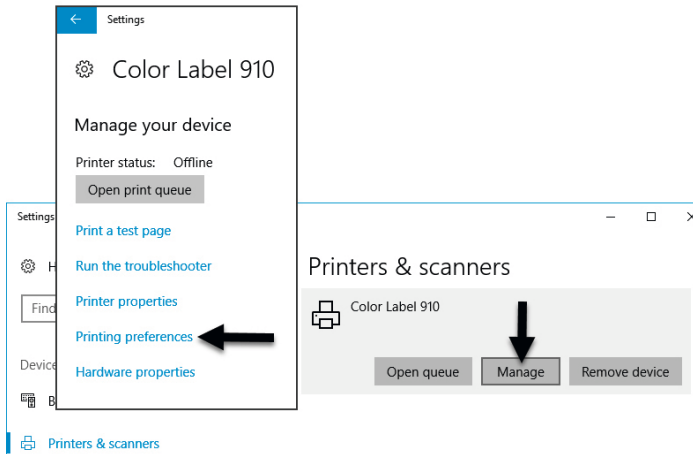 Settings
Color Label 910
Manage your device
Printer status: Offline
Open print queue
Print a test page
Run the troubleshooter
Printer properties
Printing preferences
Hardware properties
Settings
H
Find
Device
B
Printers & scanners
Printers & scanners
Color Label 910
Open queue Manage Remove device